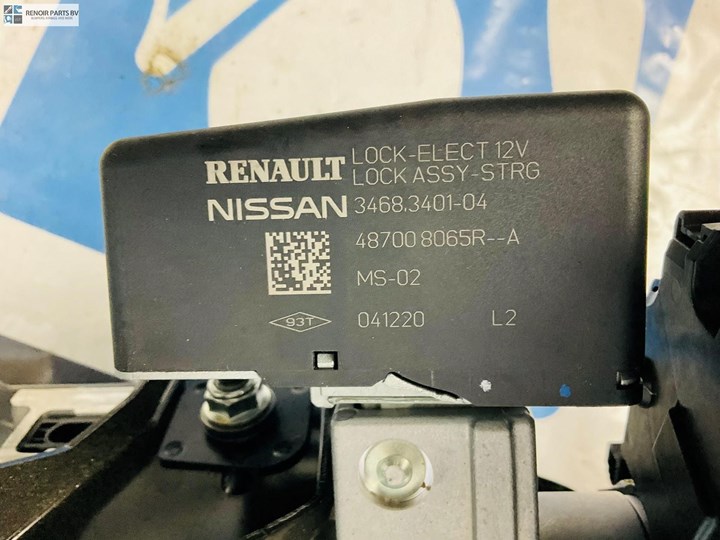 RENOIR PARTS BV
RENAULT
NISSAN
LOCK-ELECT 12V
LOCK ASSY-STRG
3468.3401-04
48700 8065R--A
MS-02
93T
041220 L2